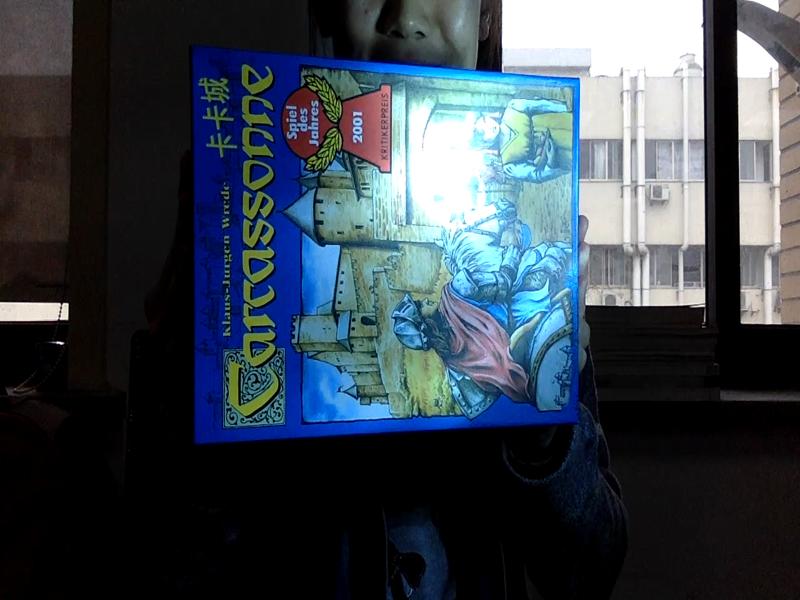 卡卡城
Klaus-Jürgen Wrede
Carcassonne
Spiel
des
Jahres
2001
KRITIKERPREIS